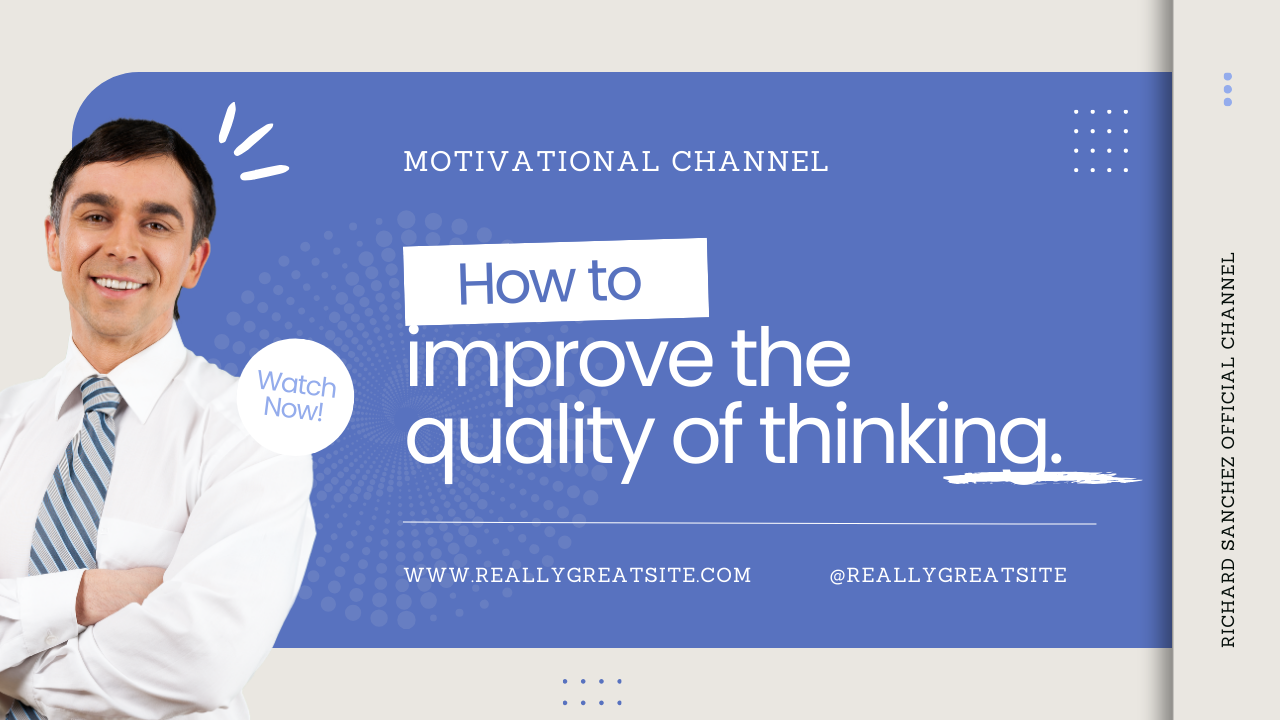 MOTIVATIONAL CHANNEL
How to
improve the
quality of thinking.
Watch
Now!
WWW.REALLYGREATSITE.COM
@REALLYGREATSITE
RICHARD SANCHEZ OFFICIAL CHANNEL